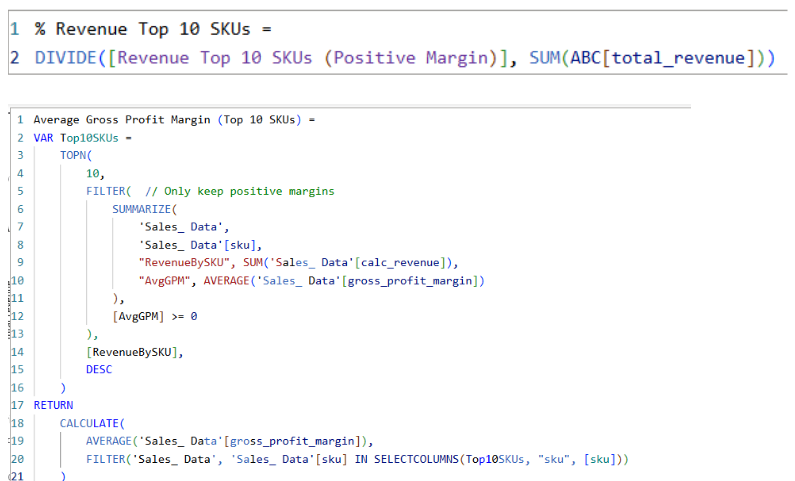 1 % Revenue Top 10 SKUs =
2 DIVIDE([Revenue Top 10 SKUs (Positive Margin)], SUM(ABC[total_revenue]))
1 Average Gross Profit Margin (Top 10 SKUs) =
2 VAR Top10SKUs =
3 TOPN(
4 10,
5 FILTER( // Only keep positive margins
6 SUMMARIZE(
7 'Sales_ Data',
8 'Sales_ Data'[sku],
9 "RevenueBySKU", SUM('Sales_ Data'[calc_revenue]),
10 "AvgGPM", AVERAGE('Sales_ Data'[gross_profit_margin])
11 ),
12 [AvgGPM] >= 0
13 ),
14 [RevenueBySKU],
15 DESC
16 )
17 RETURN
18 CALCULATE(
19 AVERAGE('Sales_ Data'[gross_profit_margin]),
20 FILTER('Sales_ Data', 'Sales_ Data'[sku] IN SELECTCOLUMNS(Top10SKUs, "sku", [sku]))
21 )